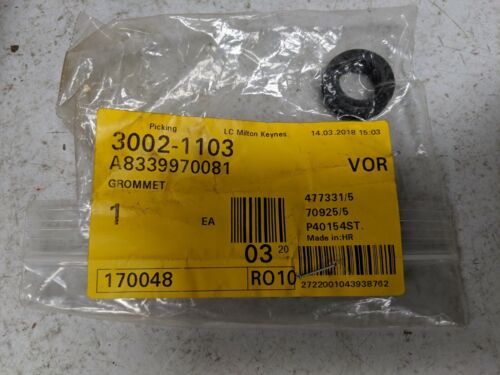 Picking LC Milton Keynes 14.03.2018 15:03
3002-1103
A8339970081 VOR
GROMMET
477331/5
1 EA 70925/5
P40154ST.
03 20 Made in:HR
170048 RO10
2722001043938762